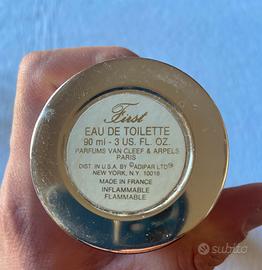 First
EAU DE TOILETTE
90 ml - 3 US. FL. OZ.
PARFUMS VAN CLEEF & ARPELS
PARIS
DIST. IN U.S.A. BY ©ADIPAR LTD
NEW YORK, N.Y. 10018
MADE IN FRANCE
INFLAMMABLE
FLAMMABLE
subito